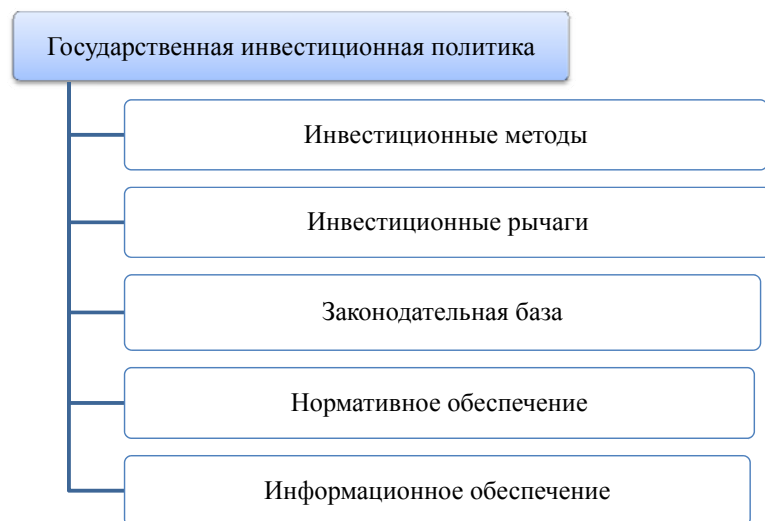 Государственная инвестиционная политика
Инвестиционные методы
Инвестиционные рычаги
Законодательная база
Нормативное обеспечение
Информационное обеспечение